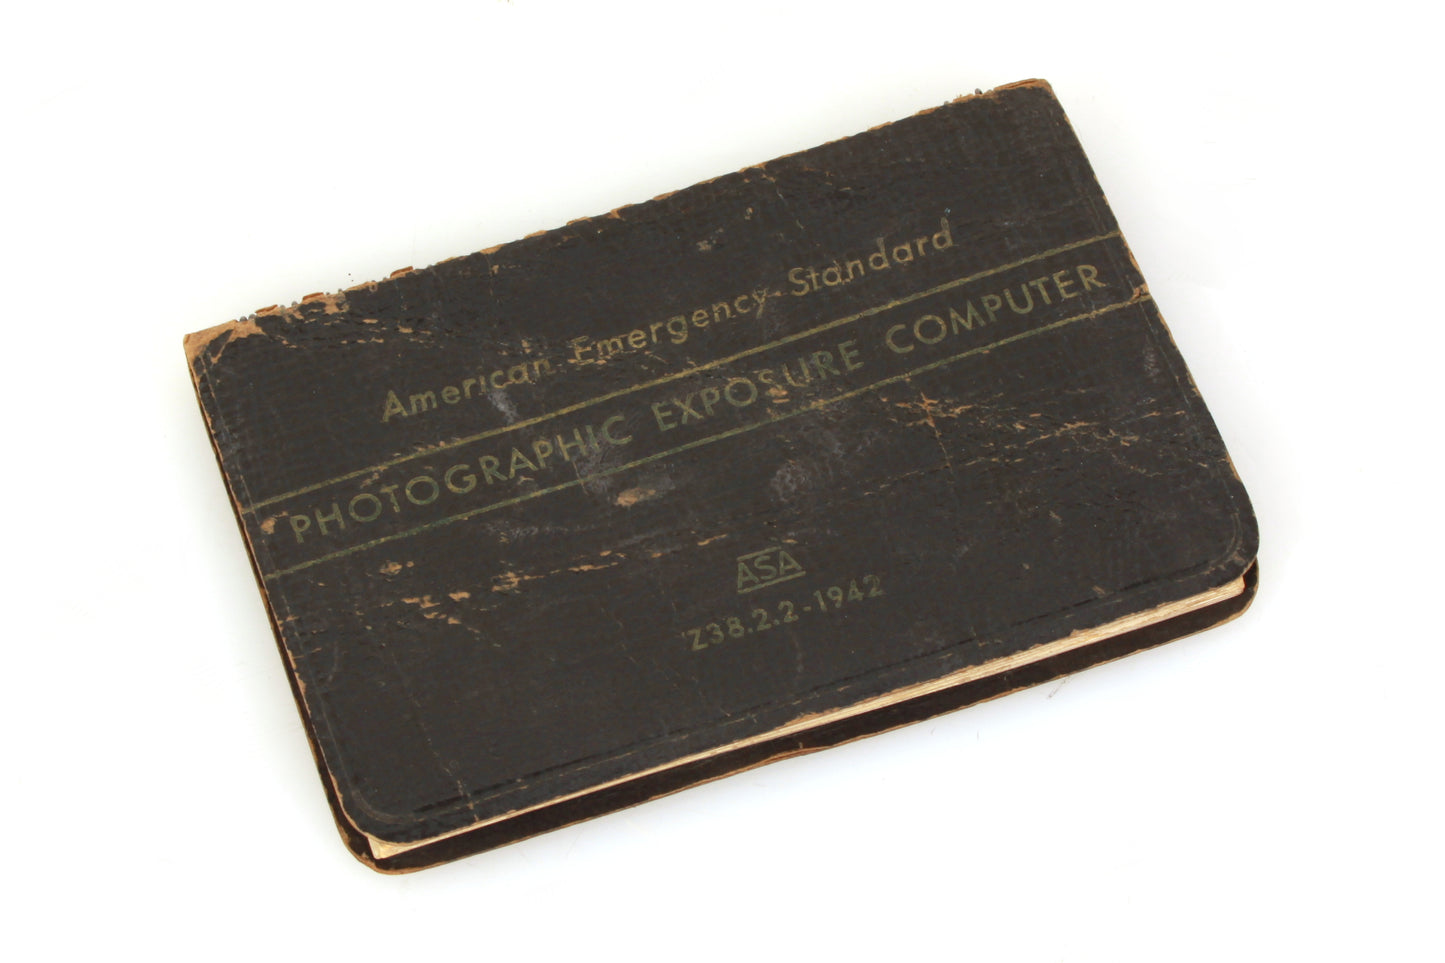 American Emergency Standard
PHOTOGRAPHIC EXPOSURE COMPUTER
ASA
Z38.2.2-1942